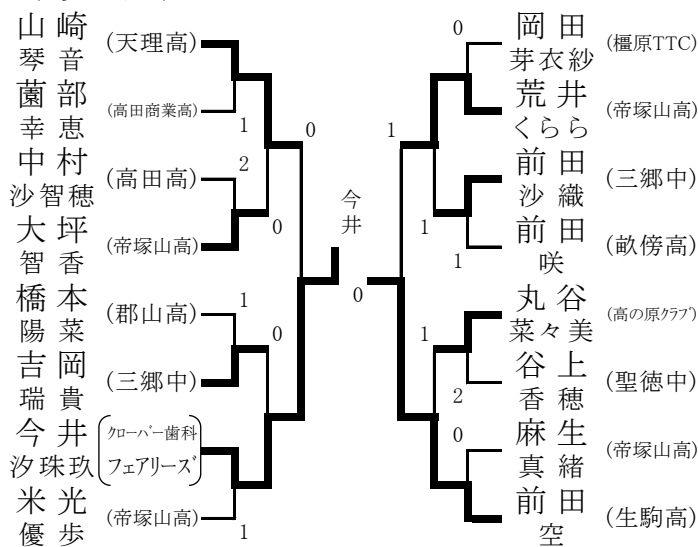 山崎
琴音
(天理高)
薗部
幸恵
(高田商業高)
1
中村
沙智穂
(高田高)
2
大坪
智香
(帝塚山高)
0
0
橋本
陽菜
(郡山高)
1
吉岡
瑞貴
(三郷中)
0
今井
汐珠玖
(クローバー歯科
フェアリーズ)
米光
優歩
(帝塚山高)
1
今井
0
岡田
芽衣紗
(橿原TTC)
0
荒井
くらら
(帝塚山高)
1
前田
沙織
(三郷中)
1
前田
咲
(畝傍高)
1
丸谷
菜々美
(高の原クラブ)
1
谷上
香穂
(聖徳中)
2
麻生
真緒
(帝塚山高)
0
前田
空
(生駒高)